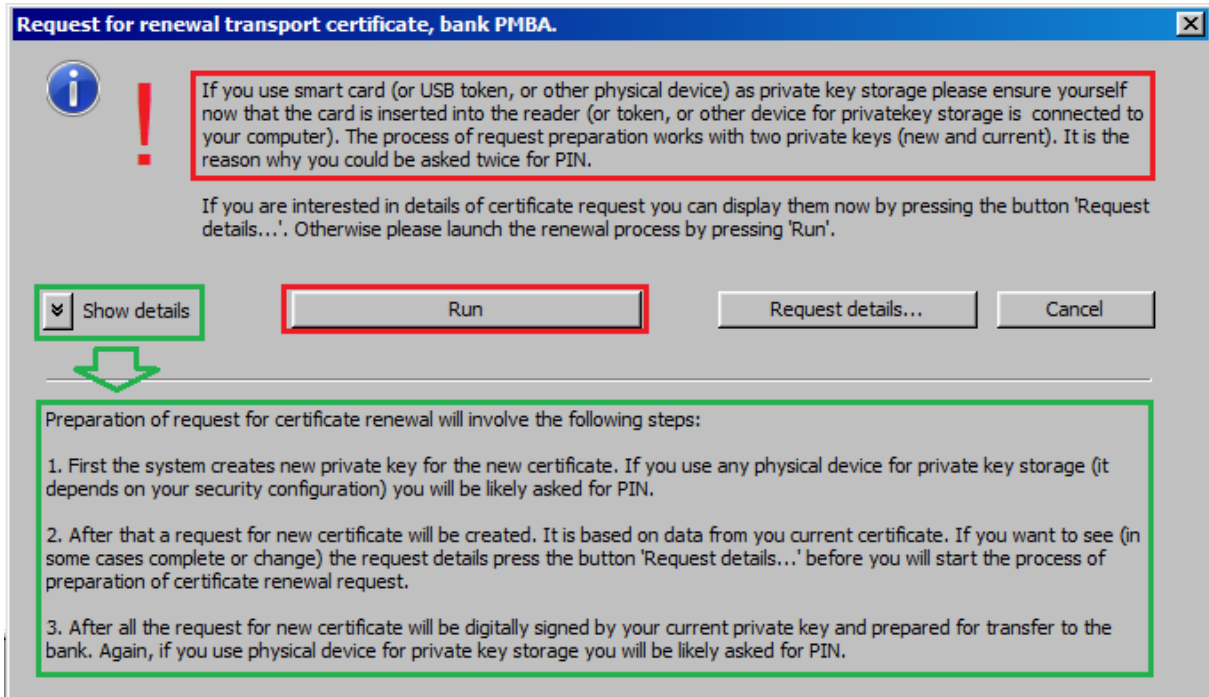 Request for renewal transport certificate, bank PMBA.
If you use smart card (or USB token, or other physical device) as private key storage please ensure yourself
now that the card is inserted into the reader (or token, or other device for privatekey storage is connected to
your computer). The process of request preparation works with two private keys (new and current). It is the
reason why you could be asked twice for PIN.
If you are interested in details of certificate request you can display them now by pressing the button 'Request
details...'. Otherwise please launch the renewal process by pressing 'Run'.
Show details
Run
Request details...
Cancel
Preparation of request for certificate renewal will involve the following steps:
1. First the system creates new private key for the new certificate. If you use any physical device for private key storage (it
depends on your security configuration) you will be likely asked for PIN.
2. After that a request for new certificate will be created. It is based on data from you current certificate. If you want to see (in
some cases complete or change) the request details press the button 'Request details...' before you will start the process of
preparation of certificate renewal request.
3. After all the request for new certificate will be digitally signed by your current private key and prepared for transfer to the
bank. Again, if you use physical device for private key storage you will be likely asked for PIN.